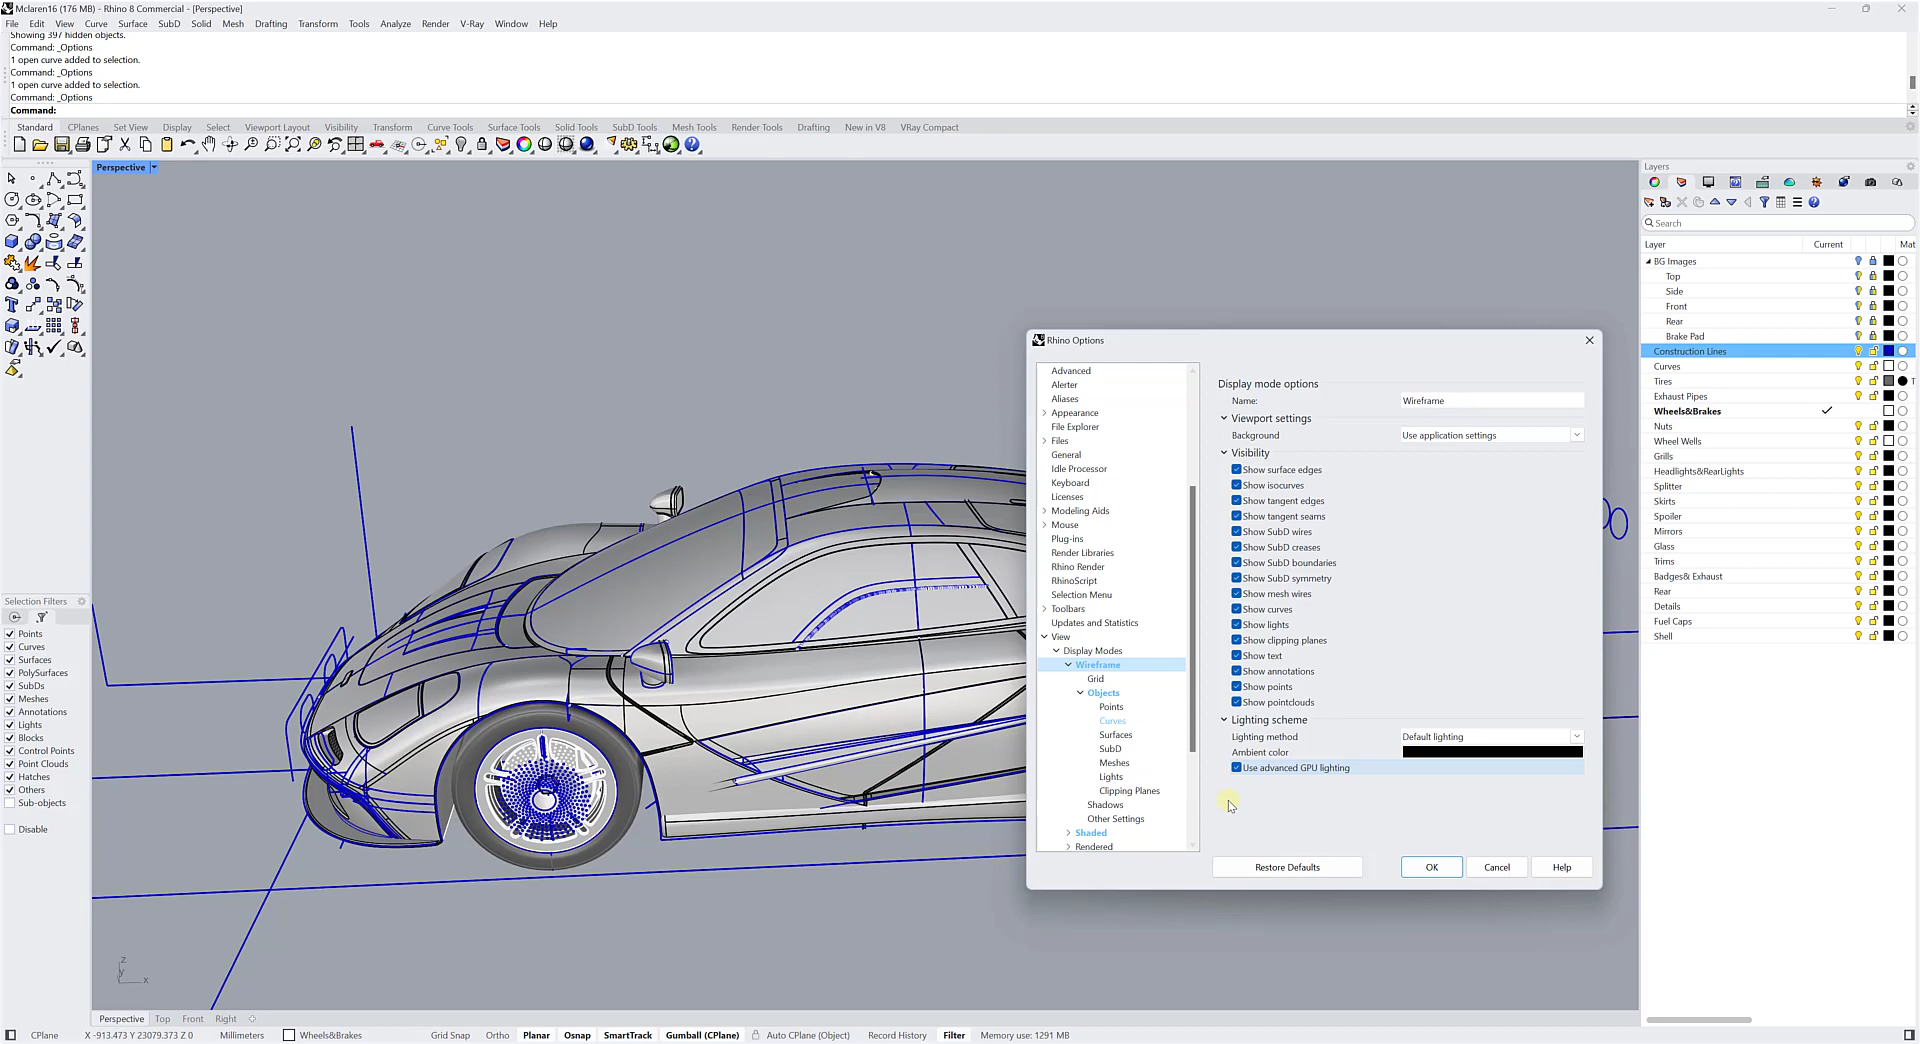 Mclaren16 (176 MB) - Rhino 8 Commercial - [Perspective]
File Edit View Curve Surface SubD Solid Mesh Drafting Transform Tools Analyze Render V-Ray Window Help
Showing 397 hidden objects.
Command: _Options
1 open curve added to selection.
Command: _Options
1 open curve added to selection.
Command: _Options
Command:
Standard CPlanes Set View Display Select Viewport Layout Visibility Transform Curve Tools Surface Tools Solid Tools SubD Tools Mesh Tools Render Tools Drafting New in V8 VRay Compact
Perspective
Selection Filters
Points
Curves
Surfaces
PolySurfaces
SubDs
Meshes
Annotations
Lights
Blocks
Control Points
Point Clouds
Hatches
Others
Sub-objects
Disable
z
y
x
Rhino Options
Advanced
Alerter
Aliases
Appearance
File Explorer
Files
General
Idle Processor
Keyboard
Licenses
Modeling Aids
Mouse
Plug-ins
Render Libraries
Rhino Render
RhinoScript
Selection Menu
Toolbars
Updates and Statistics
View
Display Modes
Wireframe
Grid
Objects
Points
Curves
Surfaces
SubD
Meshes
Lights
Clipping Planes
Shadows
Other Settings
Shaded
Rendered
Display mode options
Name: Wireframe
Viewport settings
Background Use application settings
Visibility
Show surface edges
Show isocurves
Show tangent edges
Show tangent seams
Show SubD wires
Show SubD creases
Show SubD boundaries
Show SubD symmetry
Show mesh wires
Show curves
Show lights
Show clipping planes
Show text
Show annotations
Show points
Show pointclouds
Lighting scheme
Lighting method Default lighting
Ambient color
Use advanced GPU lighting
Restore Defaults OK Cancel Help
Layers
Search
Layer Current Mat
BG Images
Top
Side
Front
Rear
Brake Pad
Construction Lines
Curves
Tires T
Exhaust Pipes
Wheels&Brakes
Nuts
Wheel Wells
Grills
Headlights&RearLights
Splitter
Skirts
Spoiler
Mirrors
Glass
Trims
Badges& Exhaust
Rear
Details
Fuel Caps
Shell
Perspective Top Front Right
CPlane X -913.473 Y 23079.373 Z 0 Millimeters Wheels&Brakes Grid Snap Ortho Planar Osnap SmartTrack Gumball (CPlane) Auto CPlane (Object) Record History Filter Memory use: 1291 MB